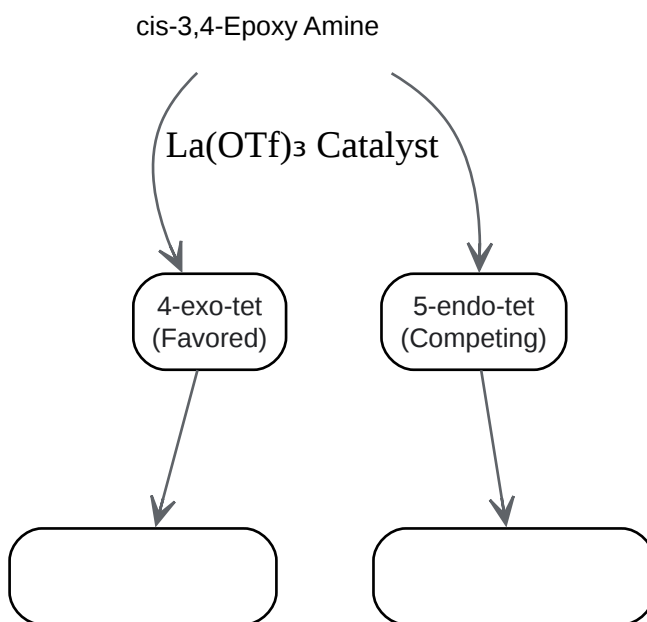 cis-3,4-Epoxy Amine
La(OTf)₃ Catalyst
4-exo-tet
(Favored)
5-endo-tet
(Competing)